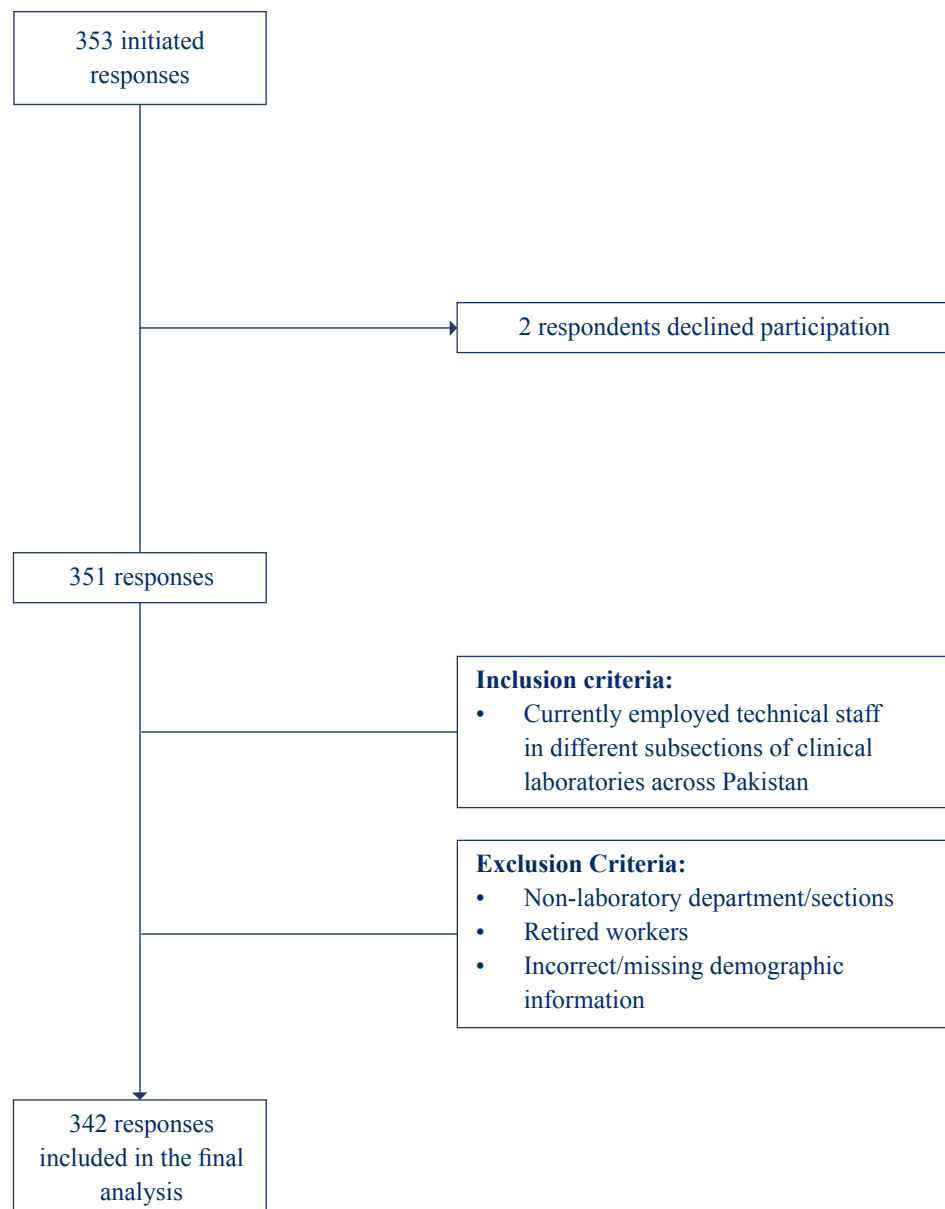 353 initiated
responses
2 respondents declined participation
351 responses
Inclusion criteria:
• Currently employed technical staff
in different subsections of clinical
laboratories across Pakistan
Exclusion Criteria:
• Non-laboratory department/sections
• Retired workers
• Incorrect/missing demographic
information
342 responses
included in the final
analysis